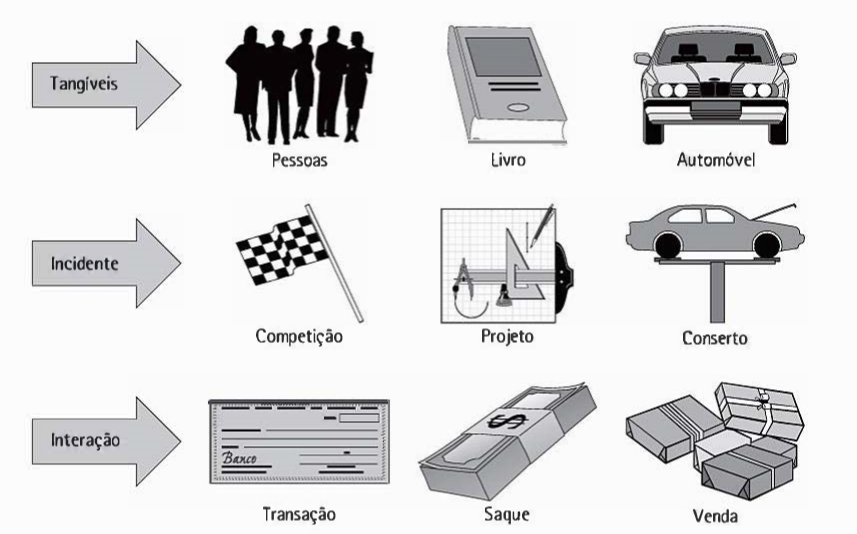 Tangíveis
Pessoas
Livro
Automóvel
Incidente
Competição
Projeto
Conserto
Interação
Banco
$
Transação
Saque
Venda